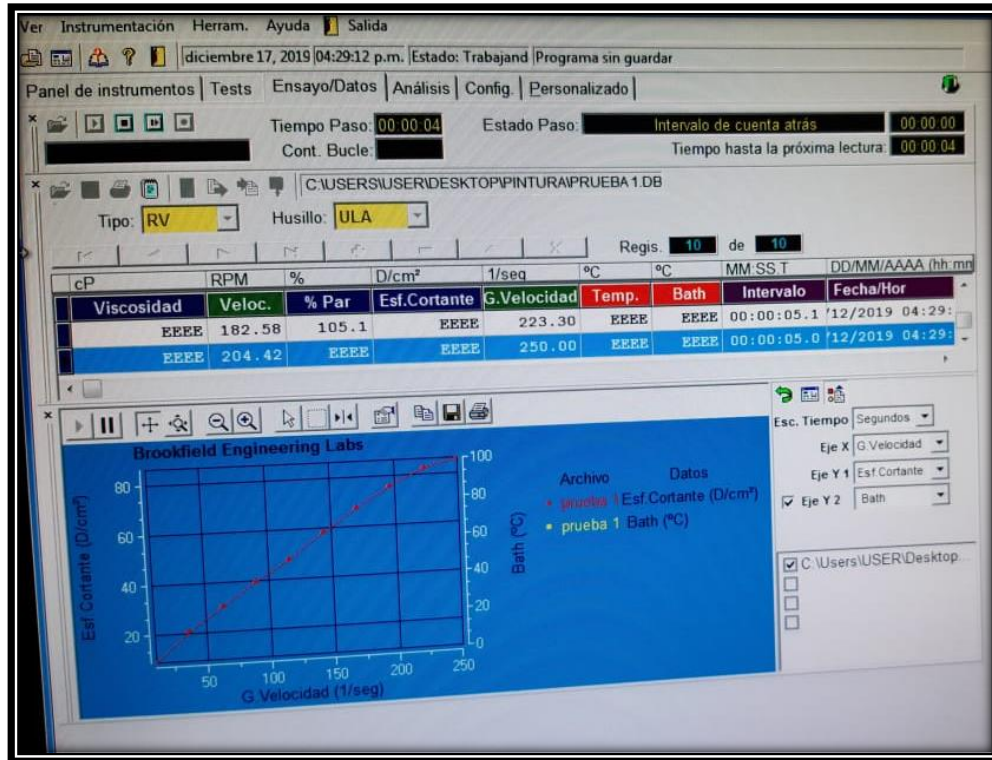 Ver Instrumentación Herram. Ayuda Salida
diciembre 17, 2019 04:29:12 p.m. Estado: Trabajand Programa sin guardar
Panel de instrumentos Tests Ensayo/Datos Análisis Config. Personalizado
Tiempo Paso: 00:00:04 Estado Paso: Intervalo de cuenta atrás 00:00:00
Cont. Bucle: Tiempo hasta la próxima lectura: 00:00:04
C:\USERS\USER\DESKTOP\PINTURA\PRUEBA 1.DB
Tipo: RV Husillo: ULA
Regis. 10 de 10
cP RPM % D/cm² 1/seg ºC ºC MM:SS.T DD/MM/AAAA (hh:mm
Viscosidad Veloc. % Par Esf.Cortante G.Velocidad Temp. Bath Intervalo Fecha/Hor
EEEE 182.58 105.1 EEEE 223.30 EEEE EEEE 00:00:05.1 /12/2019 04:29:
EEEE 204.42 EEEE EEEE 250.00 EEEE EEEE 00:00:05.0 /12/2019 04:29:
Esc. Tiempo Segundos
Eje X G.Velocidad
Eje Y 1 Esf.Cortante
Eje Y 2 Bath
C:\Users\USER\Desktop...
Brookfield Engineering Labs
Archivo Datos
prueba 1 Esf.Cortante (D/cm²)
prueba 1 Bath (ºC)
Esf.Cortante (D/cm²)
80
60
40
20
100
80
60
40
20
0
Bath (ºC)
50 100 150 200 250
G.Velocidad (1/seg)